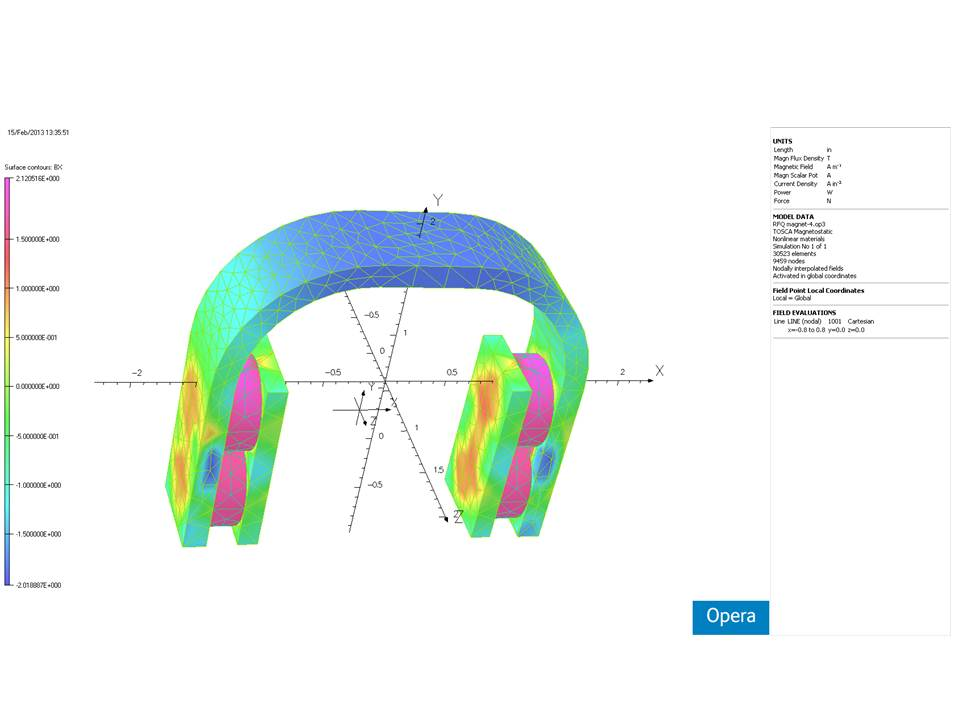 15/Feb/2013 13:35:51
Surface contours: BX
2.120516E+000
1.500000E+000
1.000000E+000
5.000000E-001
0.000000E+000
-5.000000E-001
-1.000000E+000
-1.500000E+000
-2.018887E+000
Y
2
-0.5
1
0
-2
-0.5
0.5
2
X
Y
X
Z
0
1
-0.5
1.5
2
Z
UNITS
Length in
Magn Flux Density T
Magnetic Field A m⁻¹
Magn Scalar Pot A
Current Density A in⁻²
Power W
Force N
MODEL DATA
RFQ magnet-4.op3
TOSCA Magnetostatic
Nonlinear materials
Simulation No 1 of 1
30523 elements
9459 nodes
Nodally interpolated fields
Activated in global coordinates
Field Point Local Coordinates
Local = Global
FIELD EVALUATIONS
Line LINE (nodal) 1001 Cartesian
x=-0.8 to 0.8 y=0.0 z=0.0
Opera